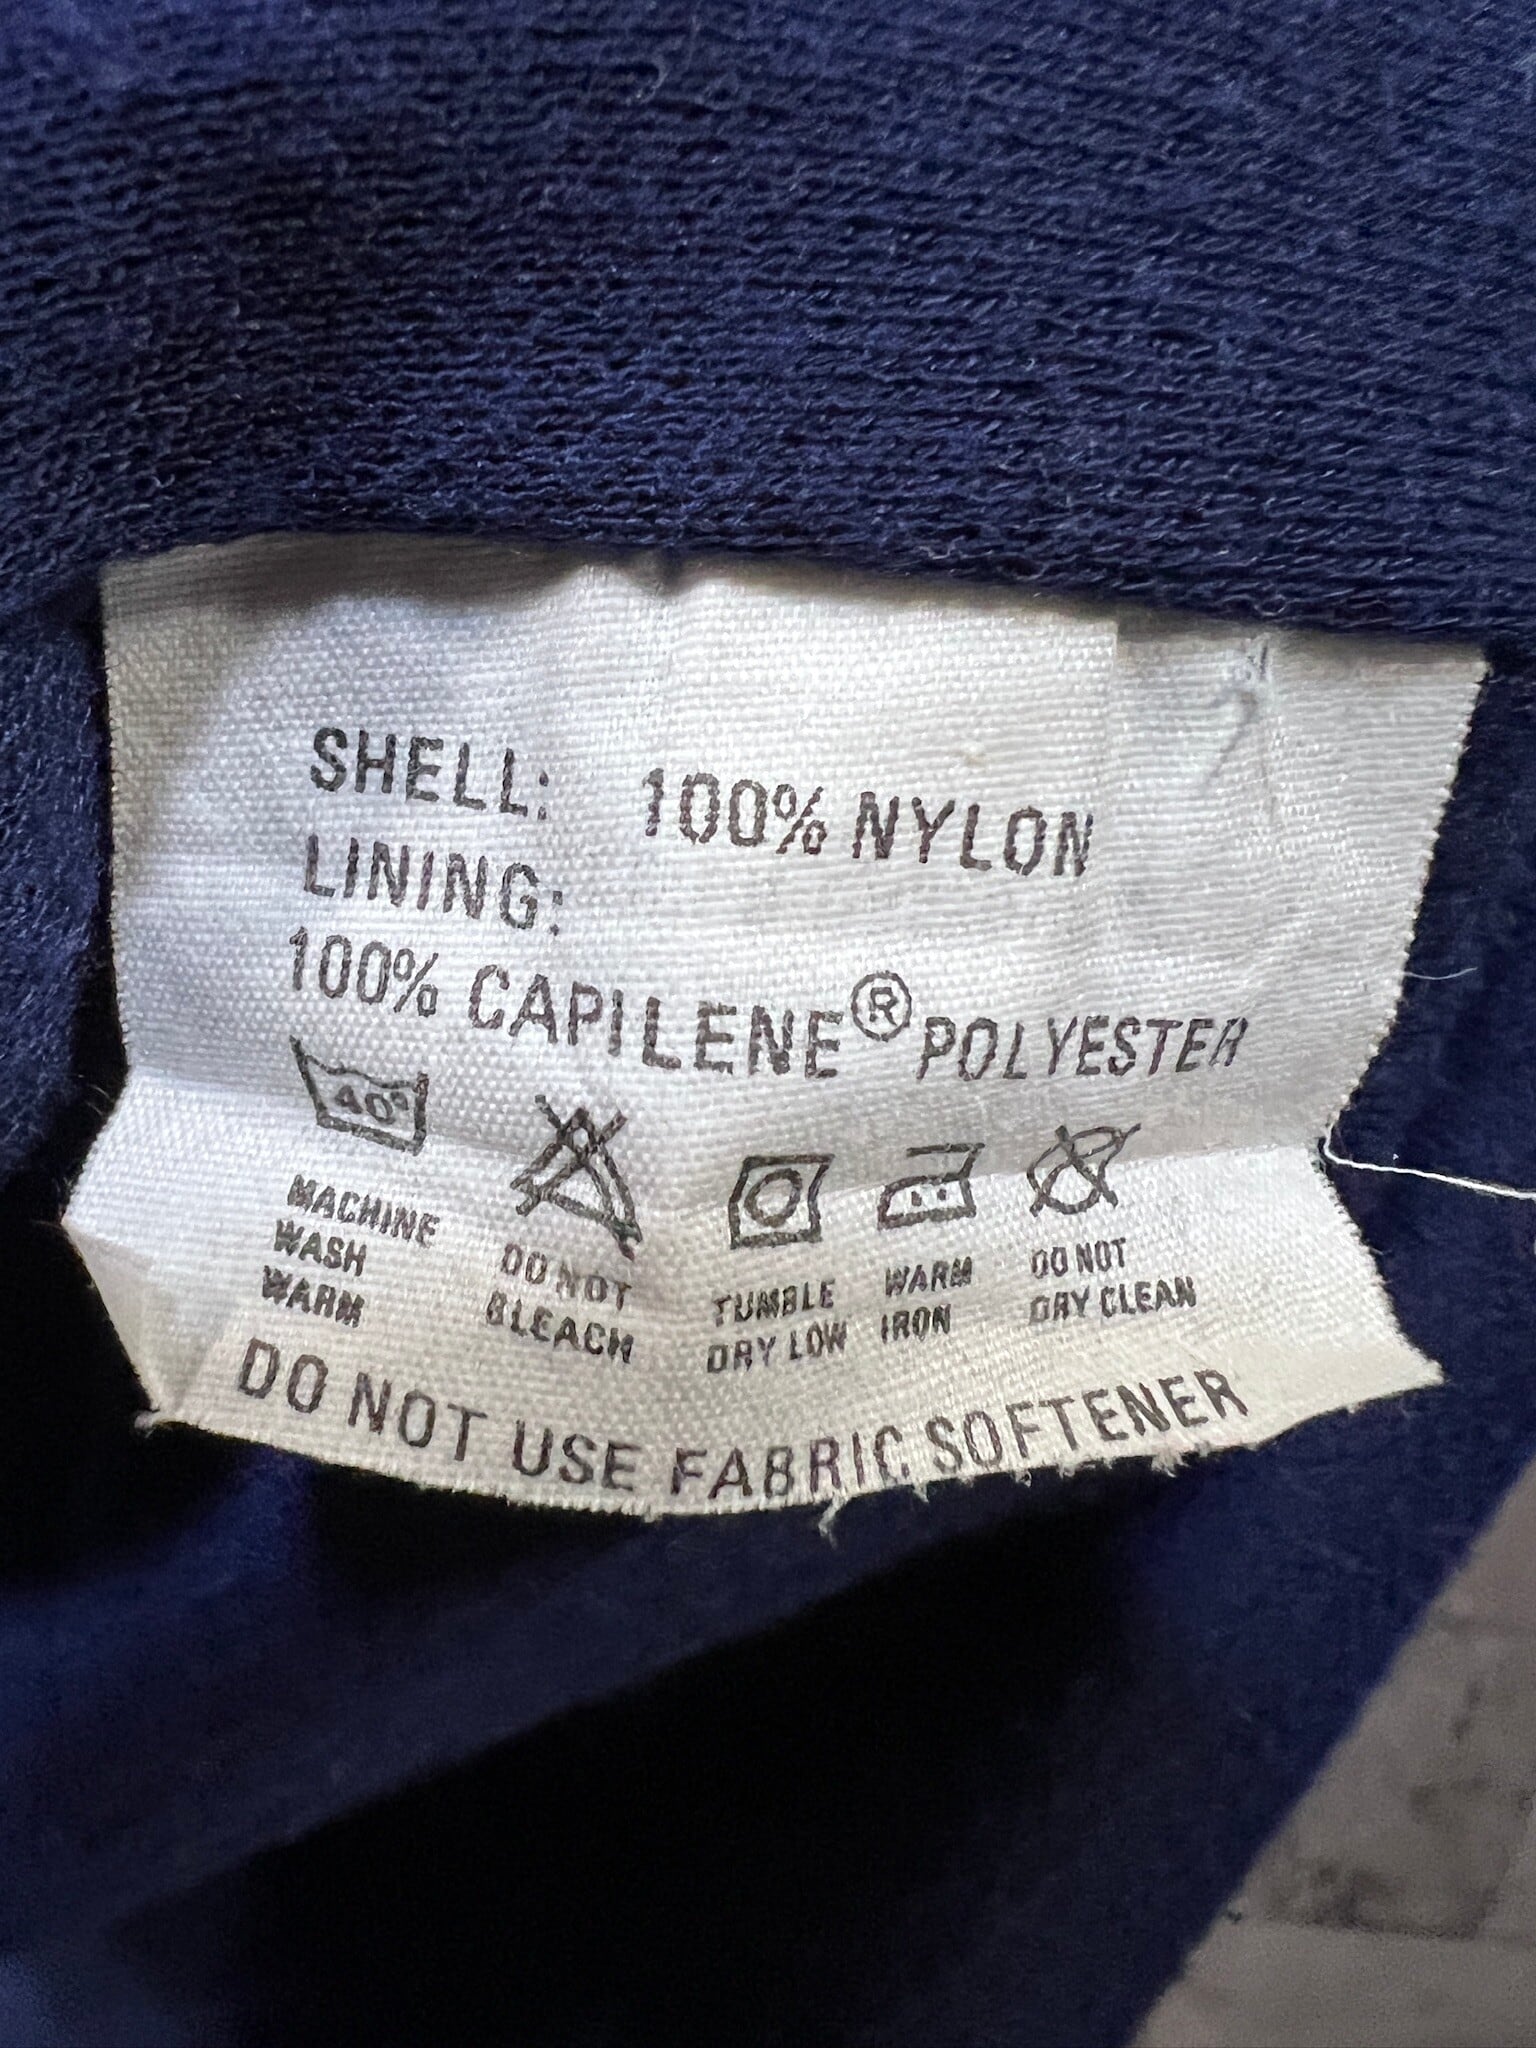 SHELL: 100% NYLON
LINING:
100% CAPILENE® POLYESTER
40°
MACHINE
WASH
WARM
DO NOT
BLEACH
TUMBLE
DRY LOW
WARM
IRON
DO NOT
DRY CLEAN
DO NOT USE FABRIC SOFTENER